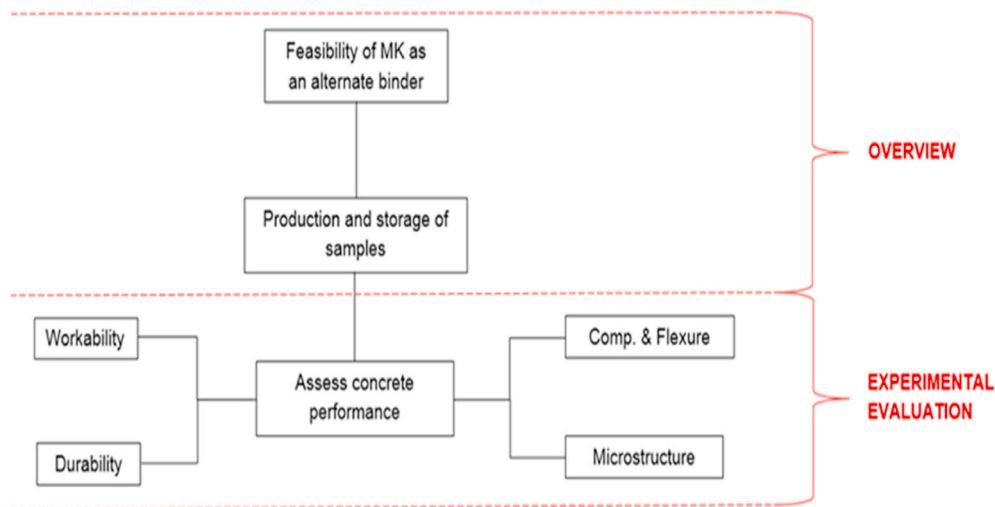 Feasibility of MK as
an alternate binder
OVERVIEW
Production and storage of
samples
Workability
Comp. & Flexure
Assess concrete
performance
EXPERIMENTAL
EVALUATION
Durability
Microstructure